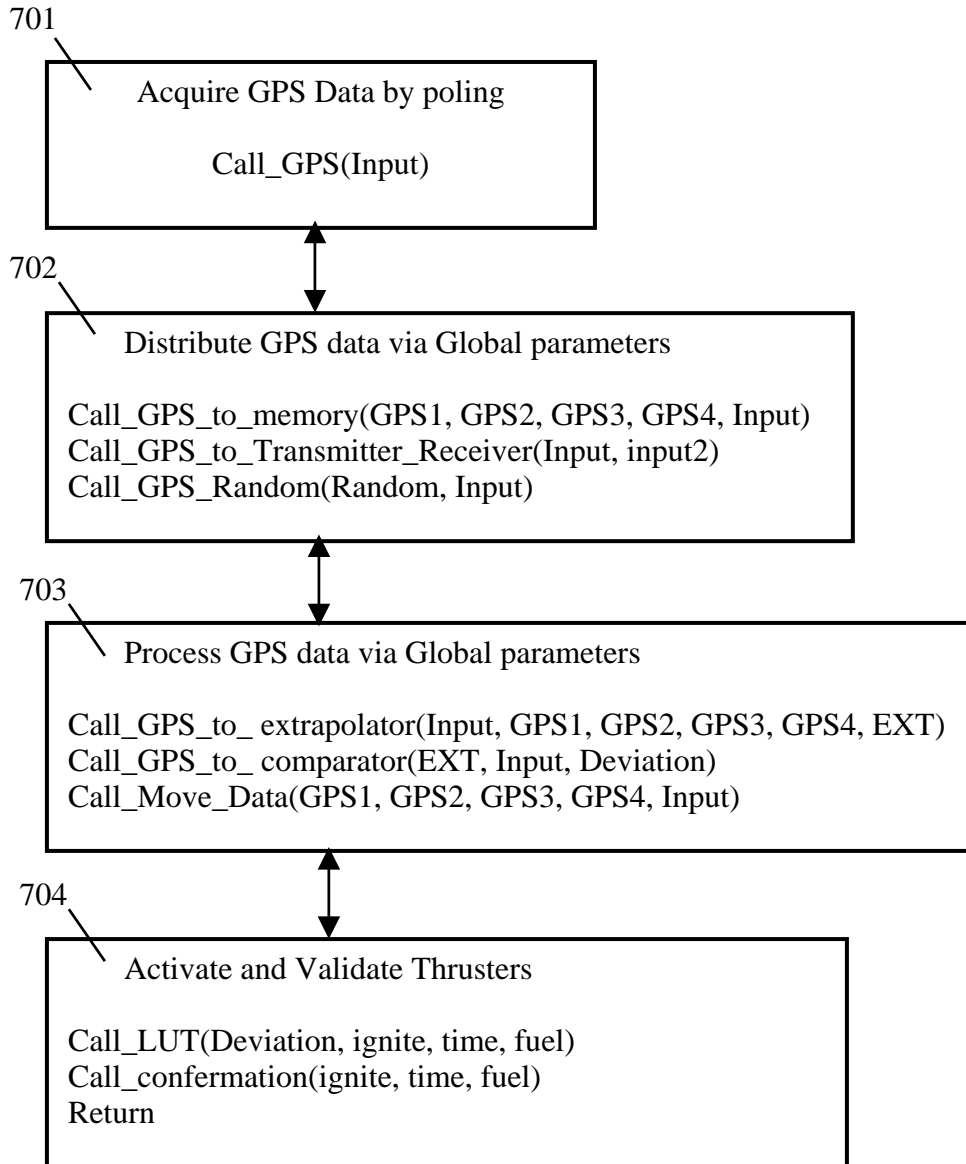 701
Acquire GPS Data by poling
Call_GPS(Input)
702
Distribute GPS data via Global parameters
Call_GPS_to_memory(GPS1, GPS2, GPS3, GPS4, Input)
Call_GPS_to_Transmitter_Receiver(Input, input2)
Call_GPS_Random(Random, Input)
703
Process GPS data via Global parameters
Call_GPS_to_ extrapolator(Input, GPS1, GPS2, GPS3, GPS4, EXT)
Call_GPS_to_ comparator(EXT, Input, Deviation)
Call_Move_Data(GPS1, GPS2, GPS3, GPS4, Input)
704
Activate and Validate Thrusters
Call_LUT(Deviation, ignite, time, fuel)
Call_confermation(ignite, time, fuel)
Return